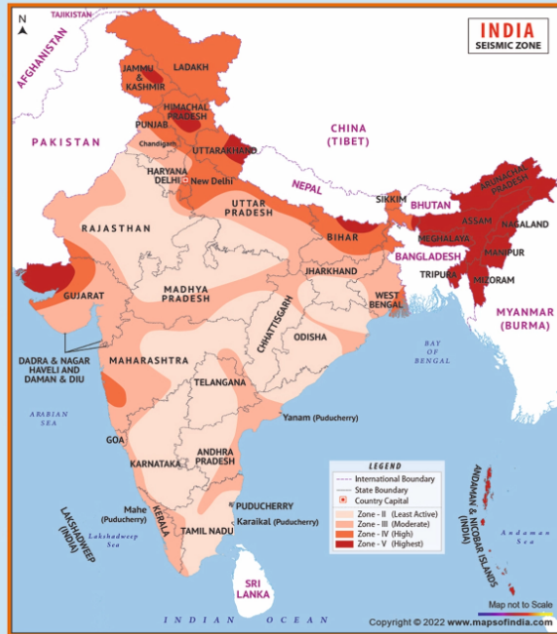 N
INDIA
SEISMIC ZONE
TAJIKISTAN
AFGHANISTAN
LADAKH
JAMMU
&
KASHMIR
HIMACHAL
PRADESH
PAKISTAN
PUNJAB
Chandigarh
UTTARAKHAND
CHINA
(TIBET)
HARYANA
DELHI
New Delhi
NEPAL
ARUNACHAL PRADESH
SIKKIM
BHUTAN
UTTAR
PRADESH
ASSAM
NAGALAND
RAJASTHAN
BIHAR
MEGHALAYA
MANIPUR
BANGLADESH
TRIPURA
MIZORAM
JHARKHAND
GUJARAT
MADHYA
PRADESH
WEST
BENGAL
CHHATTISGARH
MYANMAR
(BURMA)
ODISHA
DADRA & NAGAR
HAVELI AND
DAMAN & DIU
MAHARASHTRA
BAY
OF
BENGAL
TELANGANA
ARABIAN
SEA
Yanam (Puducherry)
GOA
ANDHRA
PRADESH
KARNATAKA
LEGEND
International Boundary
State Boundary
Country Capital
Zone - II (Least Active)
Zone - III (Moderate)
Zone - IV (High)
Zone - V (Highest)
ANDAMAN & NICOBAR ISLANDS
(INDIA)
Andaman
Sea
Mahe
(Puducherry)
PUDUCHERRY
Karaikal (Puducherry)
KERALA
TAMIL NADU
LAKSHADWEEP
(INDIA)
Lakshadweep
Sea
SRI
LANKA
INDIAN OCEAN
Map not to Scale
Copyright © 2022 www.mapsofindia.com